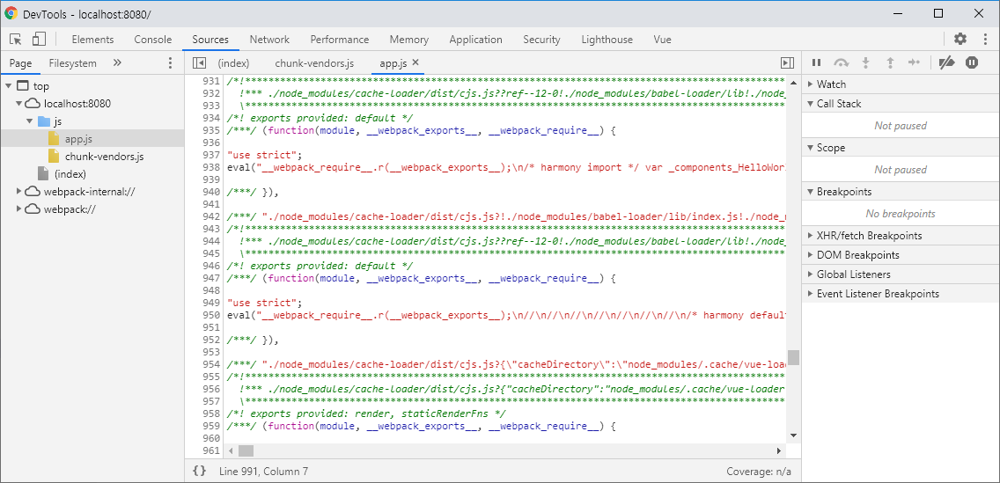 DevTools - localhost:8080/
Elements Console Sources Network Performance Memory Application Security Lighthouse Vue
Page Filesystem »
(index) chunk-vendors.js app.js ×
top
localhost:8080
js
app.js
chunk-vendors.js
(index)
webpack-internal://
webpack://
931 /*!***********************************************************************************
932 !*** ./node_modules/cache-loader/dist/cjs.js??ref--12-0!./node_modules/babel-loader/lib!./node_
933 \***********************************************************************************
934 /*! exports provided: default */
935 /***/ (function(module, __webpack_exports__, __webpack_require__) {
936
937 "use strict";
938 eval("__webpack_require__.r(__webpack_exports__);\n/* harmony import */ var _components_HelloWorl
939
940 /***/ }),
941
942 /***/ "./node_modules/cache-loader/dist/cjs.js?!./node_modules/babel-loader/lib/index.js!./node_m
943 /*!***********************************************************************************
944 !*** ./node_modules/cache-loader/dist/cjs.js??ref--12-0!./node_modules/babel-loader/lib!./node_
945 \***********************************************************************************
946 /*! exports provided: default */
947 /***/ (function(module, __webpack_exports__, __webpack_require__) {
948
949 "use strict";
950 eval("__webpack_require__.r(__webpack_exports__);\n//\n//\n//\n//\n//\n//\n//\n/* harmony default
951
952 /***/ }),
953
954 /***/ "./node_modules/cache-loader/dist/cjs.js?{\"cacheDirectory\":\"node_modules/.cache/vue-load
955 /*!***********************************************************************************
956 !*** ./node_modules/cache-loader/dist/cjs.js?{"cacheDirectory":"node_modules/.cache/vue-loader
957 \***********************************************************************************
958 /*! exports provided: render, staticRenderFns */
959 /***/ (function(module, __webpack_exports__, __webpack_require__) {
960
961
{} Line 991, Column 7
Coverage: n/a
Watch
Call Stack
Not paused
Scope
Not paused
Breakpoints
No breakpoints
XHR/fetch Breakpoints
DOM Breakpoints
Global Listeners
Event Listener Breakpoints